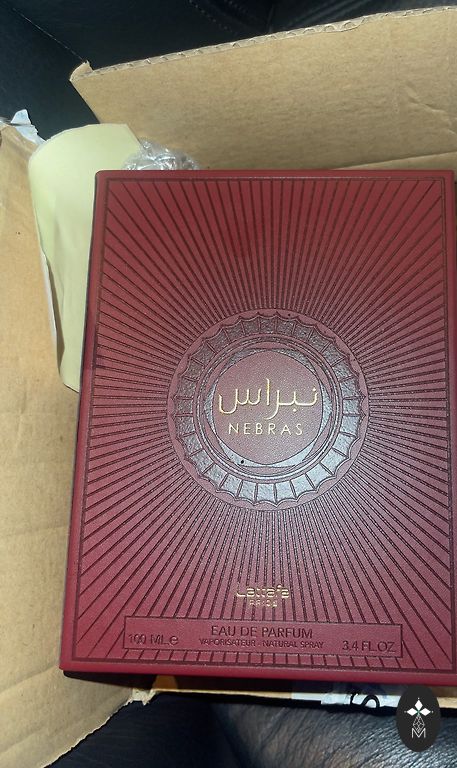 نبراس
NEBRAS
Lattafa
PRIDE
EAU DE PARFUM
100 ML e VAPORISATEUR - NATURAL SPRAY 3.4 FL.OZ
M